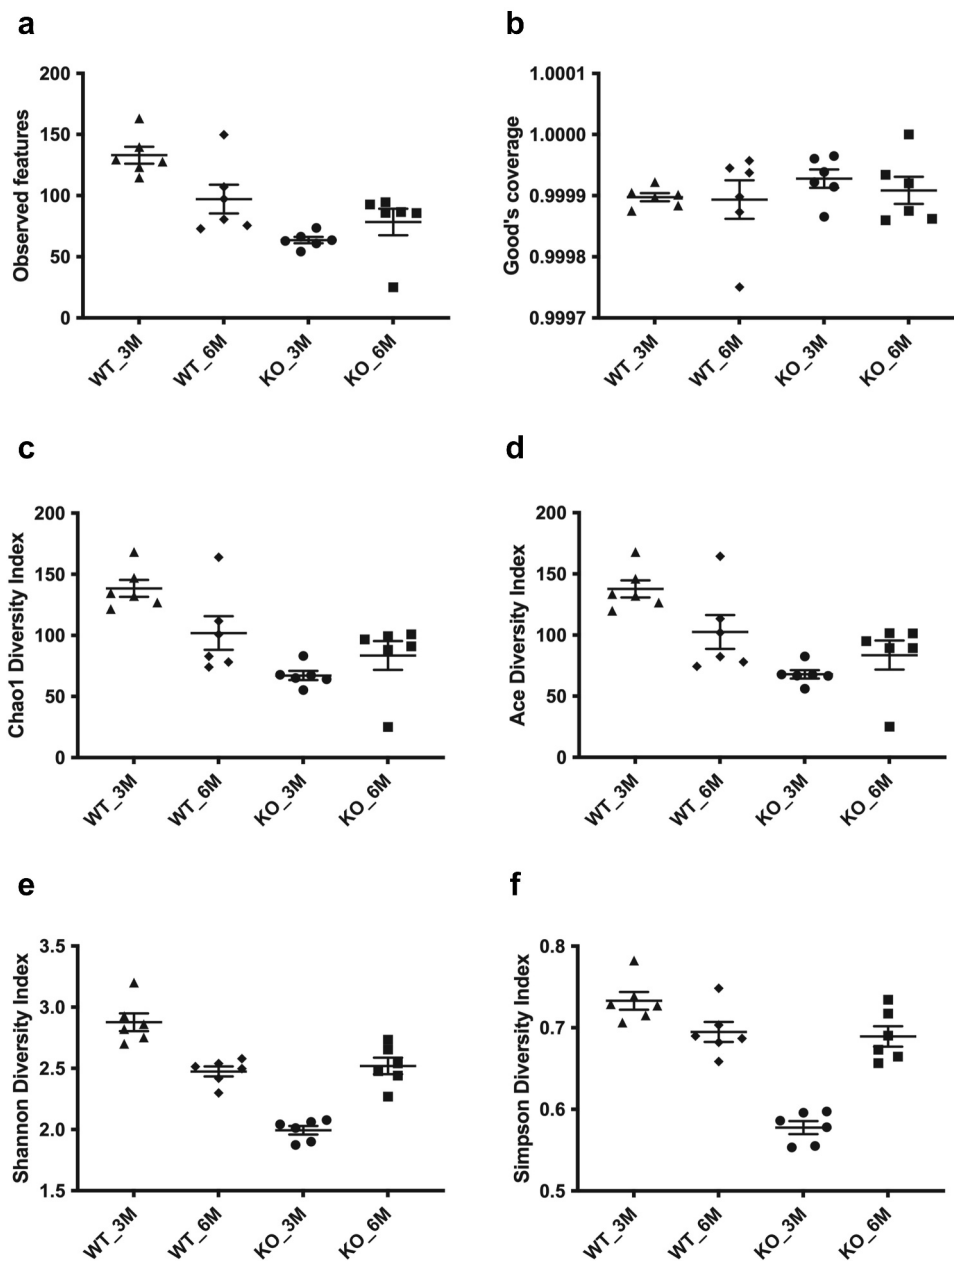 a
Observed features
200
150
100
50
0
WT_3M
WT_6M
KO_3M
KO_6M
b
Good's coverage
1.0001
1.0000
0.9999
0.9998
0.9997
WT_3M
WT_6M
KO_3M
KO_6M
c
Chao1 Diversity Index
200
150
100
50
0
WT_3M
WT_6M
KO_3M
KO_6M
d
Ace Diversity Index
200
150
100
50
0
WT_3M
WT_6M
KO_3M
KO_6M
e
Shannon Diversity Index
3.5
3.0
2.5
2.0
1.5
WT_3M
WT_6M
KO_3M
KO_6M
f
Simpson Diversity Index
0.8
0.7
0.6
0.5
WT_3M
WT_6M
KO_3M
KO_6M